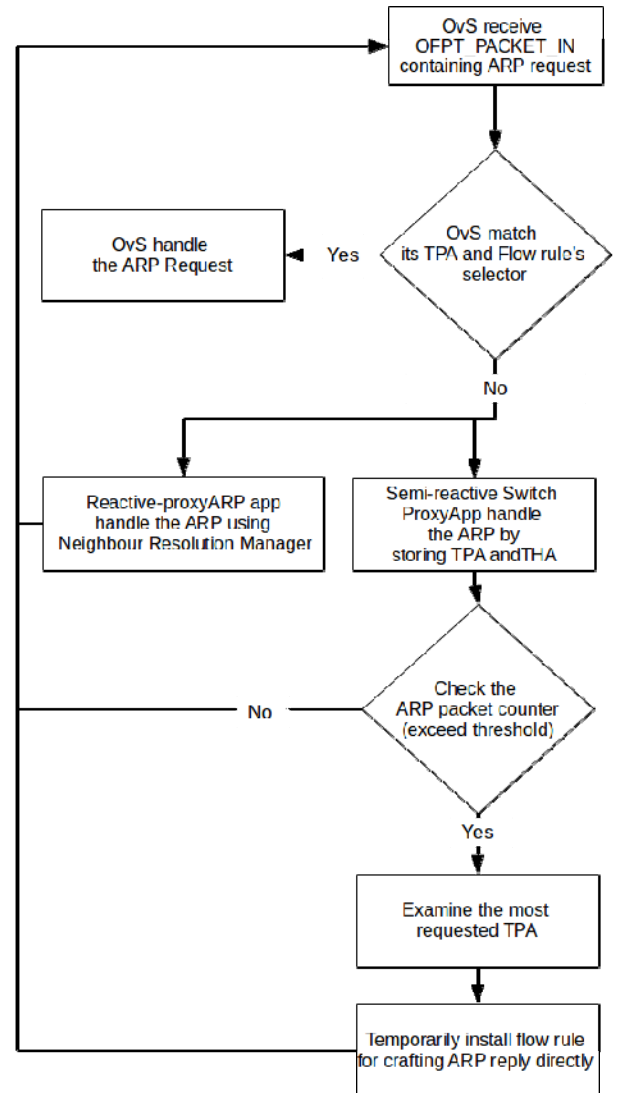 OvS receive
OFPT_PACKET_IN
containing ARP request
OvS match
its TPA and Flow rule's
selector
Yes
OvS handle
the ARP Request
No
Reactive-proxyARP app
handle the ARP using
Neighbour Resolution Manager
Semi-reactive Switch
ProxyApp handle
the ARP by
storing TPA andTHA
Check the
ARP packet counter
(exceed threshold)
No
Yes
Examine the most
requested TPA
Temporarily install flow rule
for crafting ARP reply directly